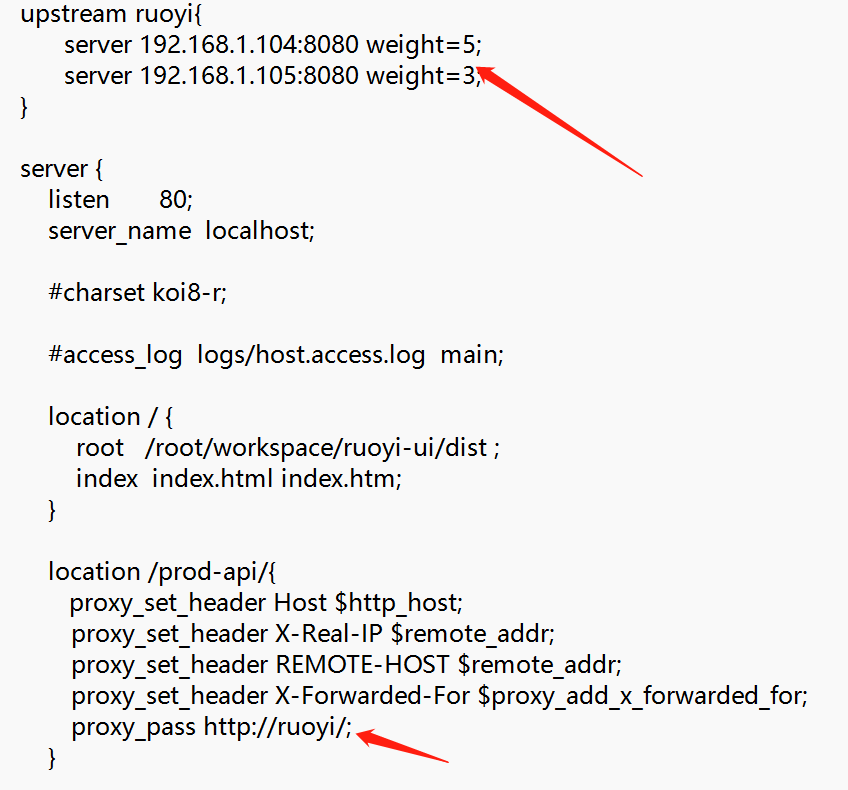 upstream ruoyi{
server 192.168.1.104:8080 weight=5;
server 192.168.1.105:8080 weight=3;
}
server {
listen 80;
server_name localhost;
#charset koi8-r;
#access_log logs/host.access.log main;
location / {
root /root/workspace/ruoyi-ui/dist ;
index index.html index.htm;
}
location /prod-api/{
proxy_set_header Host $http_host;
proxy_set_header X-Real-IP $remote_addr;
proxy_set_header REMOTE-HOST $remote_addr;
proxy_set_header X-Forwarded-For $proxy_add_x_forwarded_for;
proxy_pass http://ruoyi/;
}